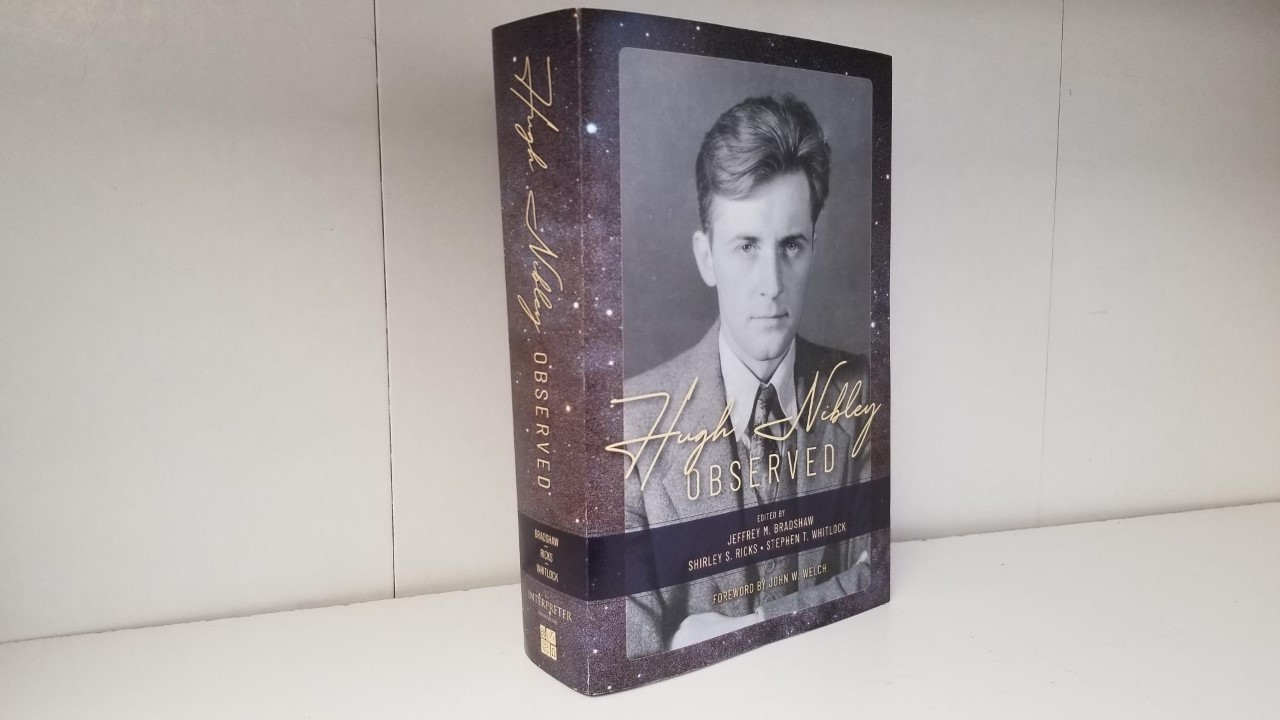 Hugh Nibley OBSERVED
BRADSHAW
RICKS
WHITLOCK
INTERPRETER
Hugh Nibley
OBSERVED
EDITED BY
JEFFREY M. BRADSHAW
SHIRLEY S. RICKS • STEPHEN T. WHITLOCK
FOREWORD BY JOHN W. WELCH